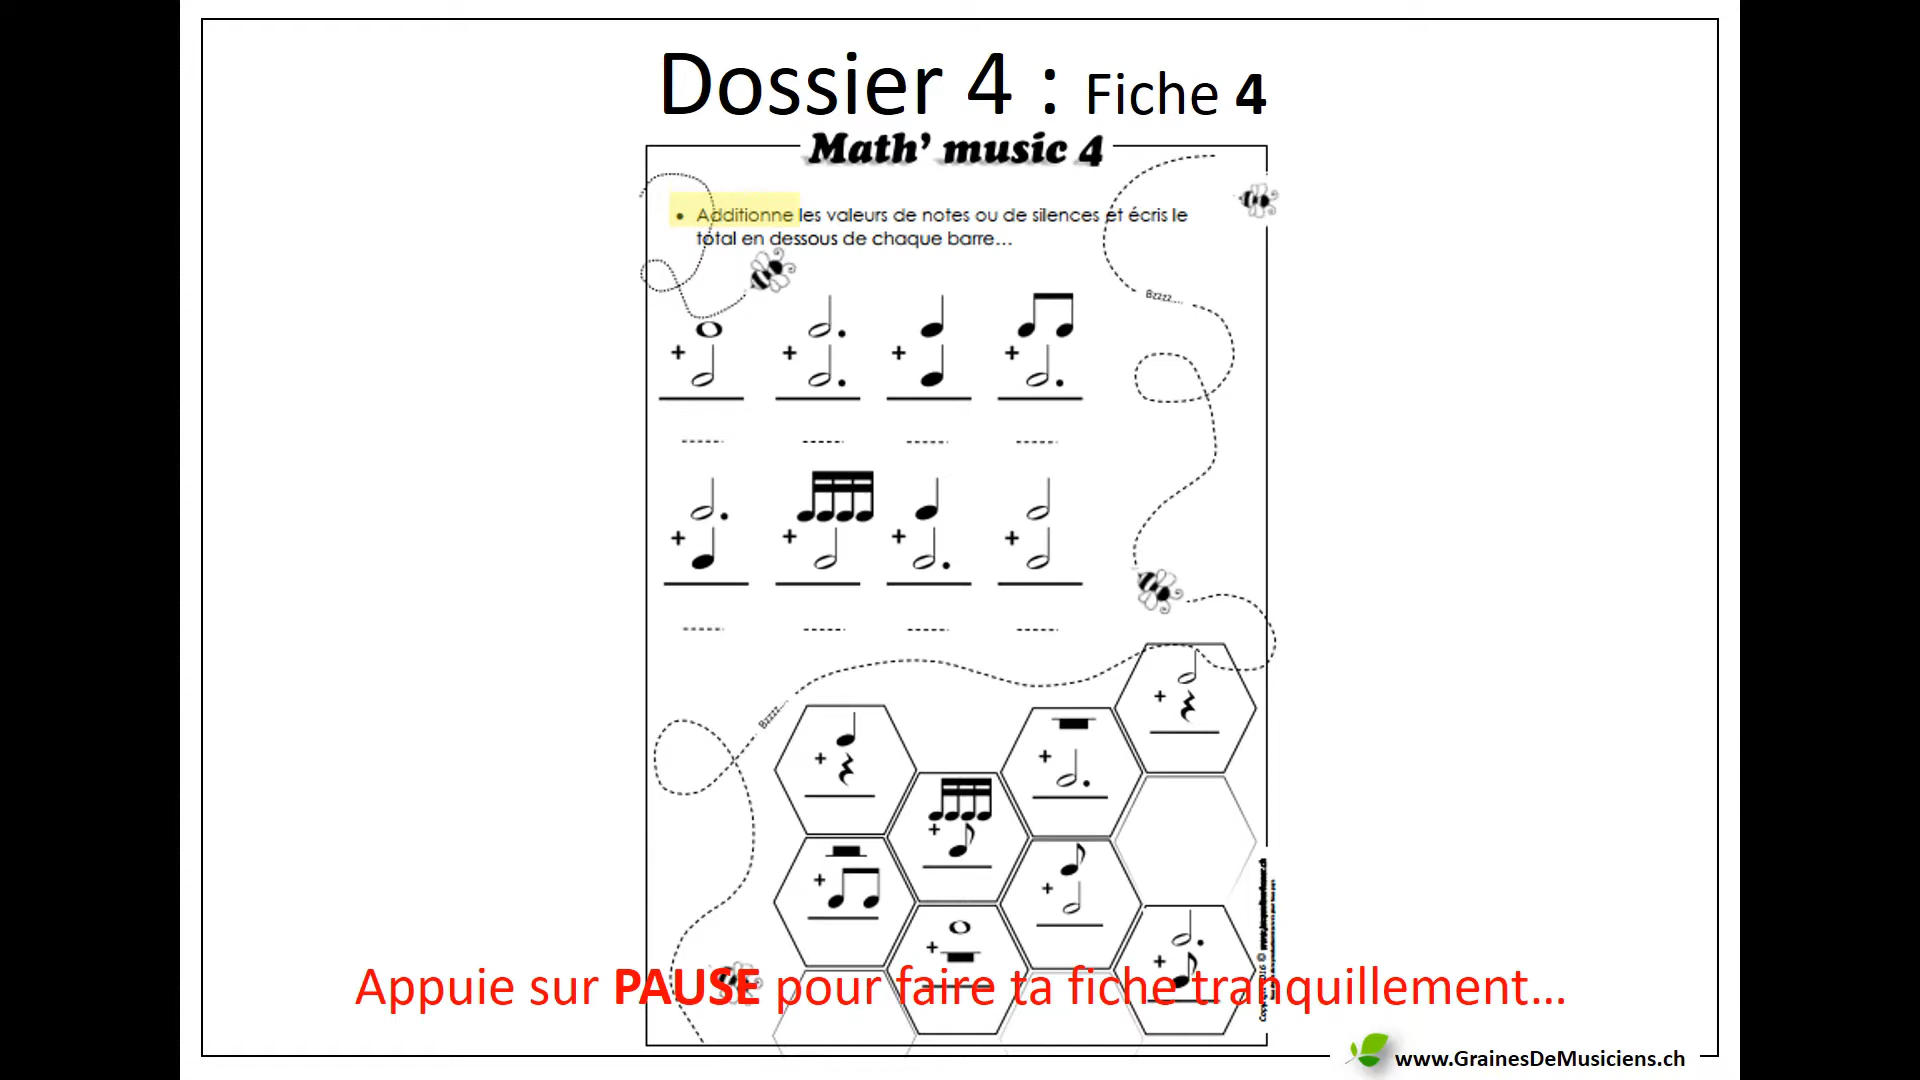 Dossier 4 : Fiche 4
Math' music 4
• Additionne les valeurs de notes ou de silences et écris le
total en dessous de chaque barre...
Bzzzz....
Bzzzz....
Appuie sur PAUSE pour faire ta fiche tranquillement...
www.GrainesDeMusiciens.ch